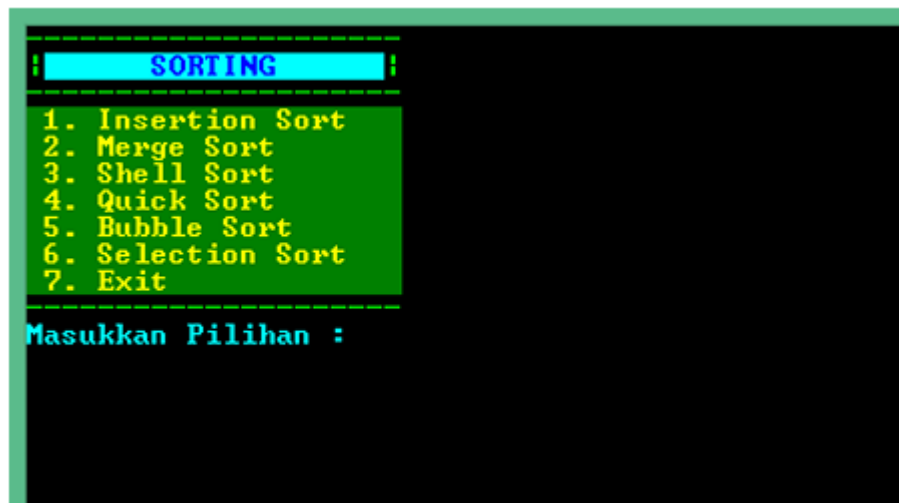 SORTING
1. Insertion Sort
2. Merge Sort
3. Shell Sort
4. Quick Sort
5. Bubble Sort
6. Selection Sort
7. Exit
Masukkan Pilihan :